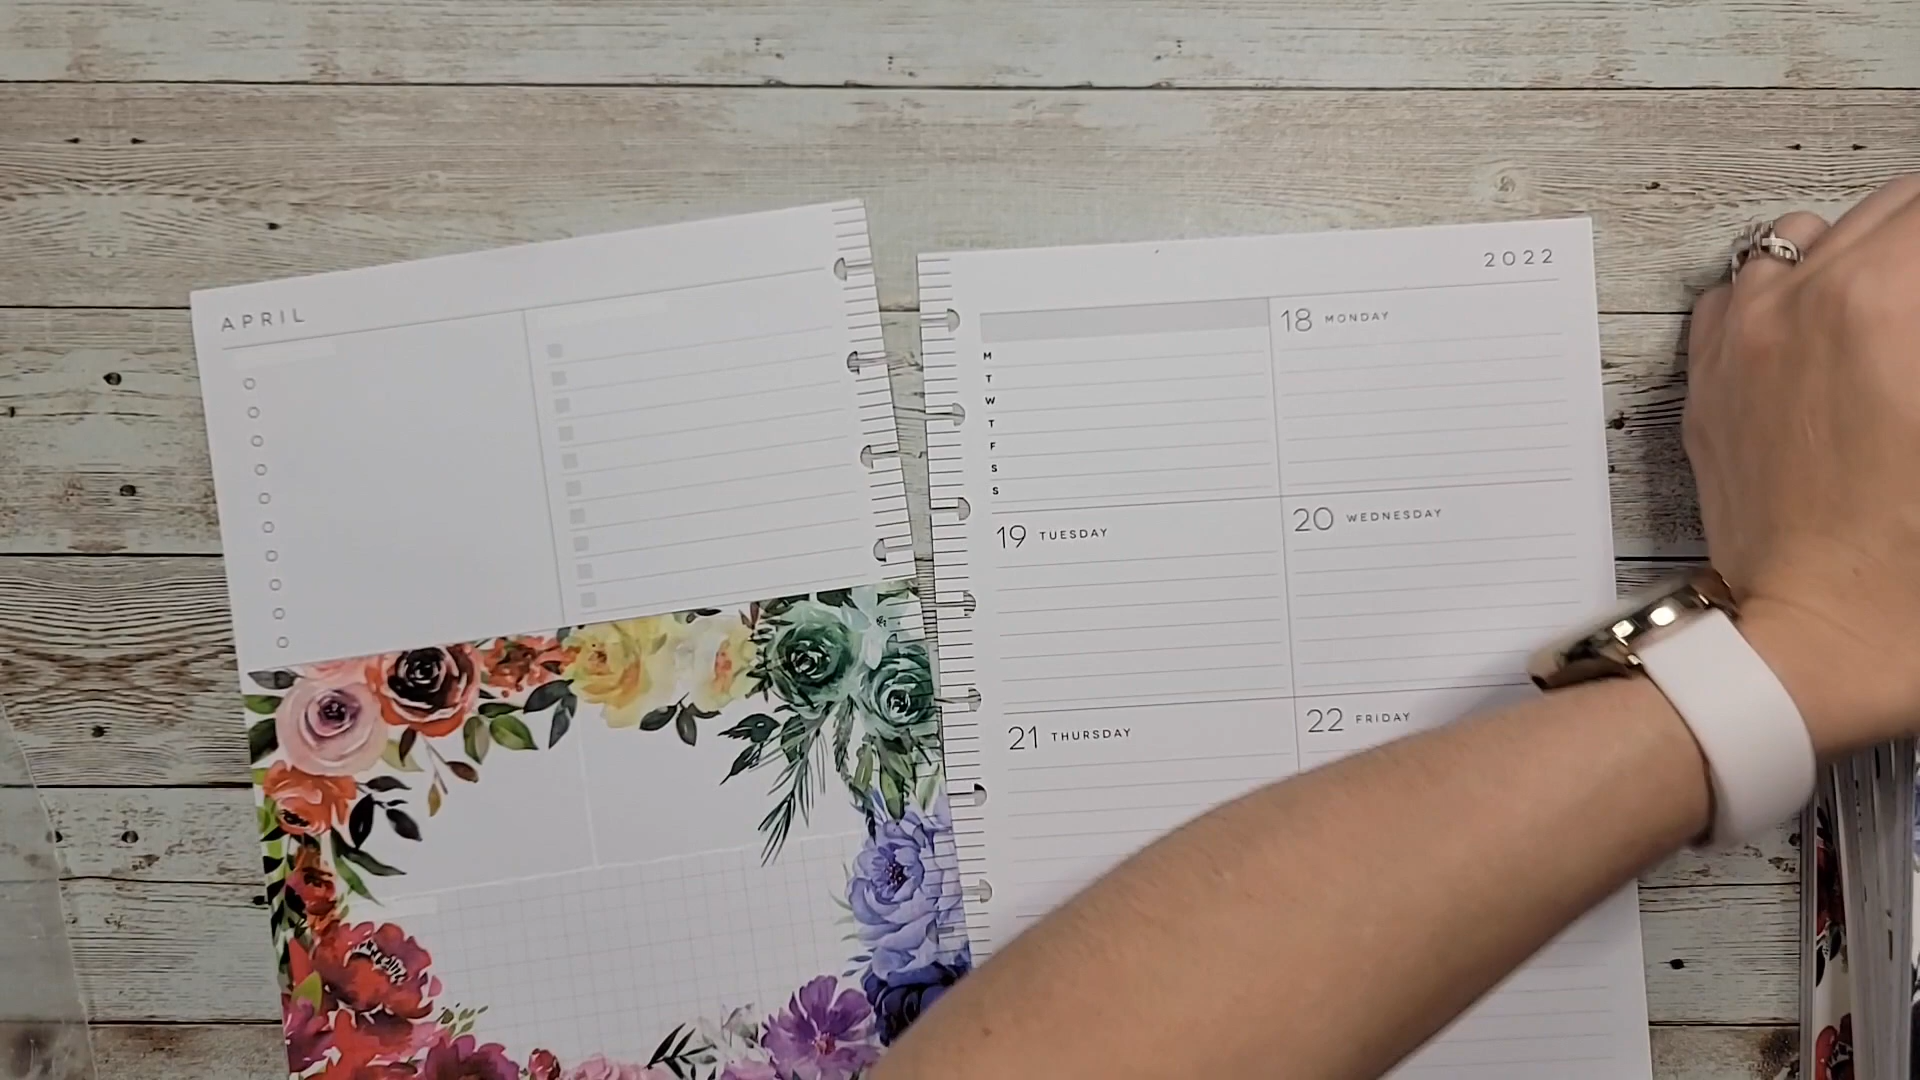 APRIL
2022
M
T
W
T
F
S
S
18 MONDAY
19 TUESDAY
20 WEDNESDAY
21 THURSDAY
22 FRIDAY